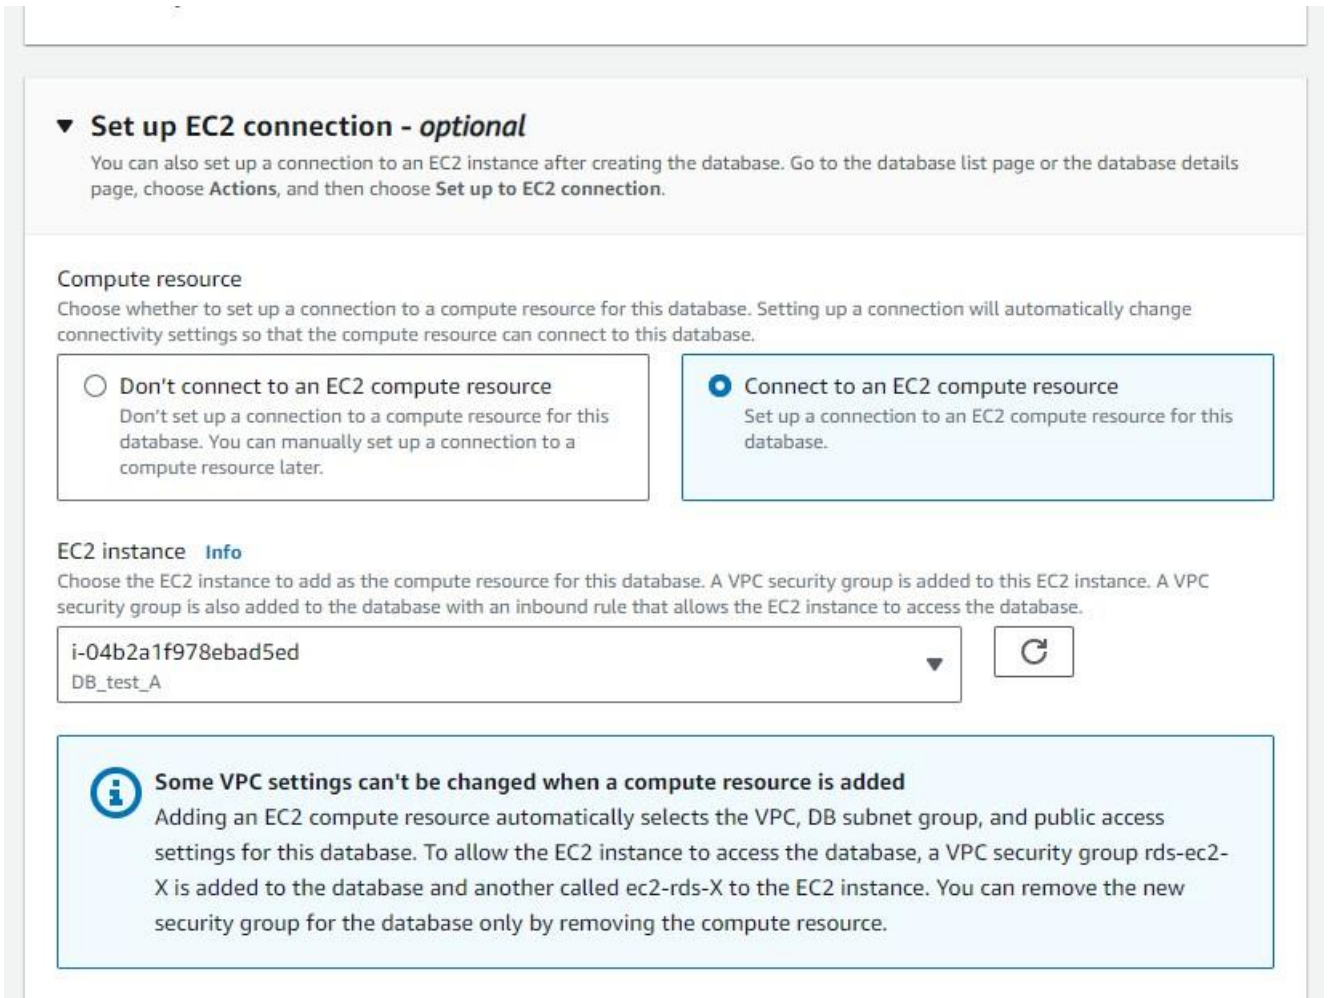 Set up EC2 connection - optional
You can also set up a connection to an EC2 instance after creating the database. Go to the database list page or the database details
page, choose Actions, and then choose Set up to EC2 connection.
Compute resource
Choose whether to set up a connection to a compute resource for this database. Setting up a connection will automatically change
connectivity settings so that the compute resource can connect to this database.
Don't connect to an EC2 compute resource
Don't set up a connection to a compute resource for this
database. You can manually set up a connection to a
compute resource later.
Connect to an EC2 compute resource
Set up a connection to an EC2 compute resource for this
database.
EC2 instance Info
Choose the EC2 instance to add as the compute resource for this database. A VPC security group is added to this EC2 instance. A VPC
security group is also added to the database with an inbound rule that allows the EC2 instance to access the database.
i-04b2a1f978ebad5ed
DB_test_A
Some VPC settings can't be changed when a compute resource is added
Adding an EC2 compute resource automatically selects the VPC, DB subnet group, and public access
settings for this database. To allow the EC2 instance to access the database, a VPC security group rds-ec2-
X is added to the database and another called ec2-rds-X to the EC2 instance. You can remove the new
security group for the database only by removing the compute resource.